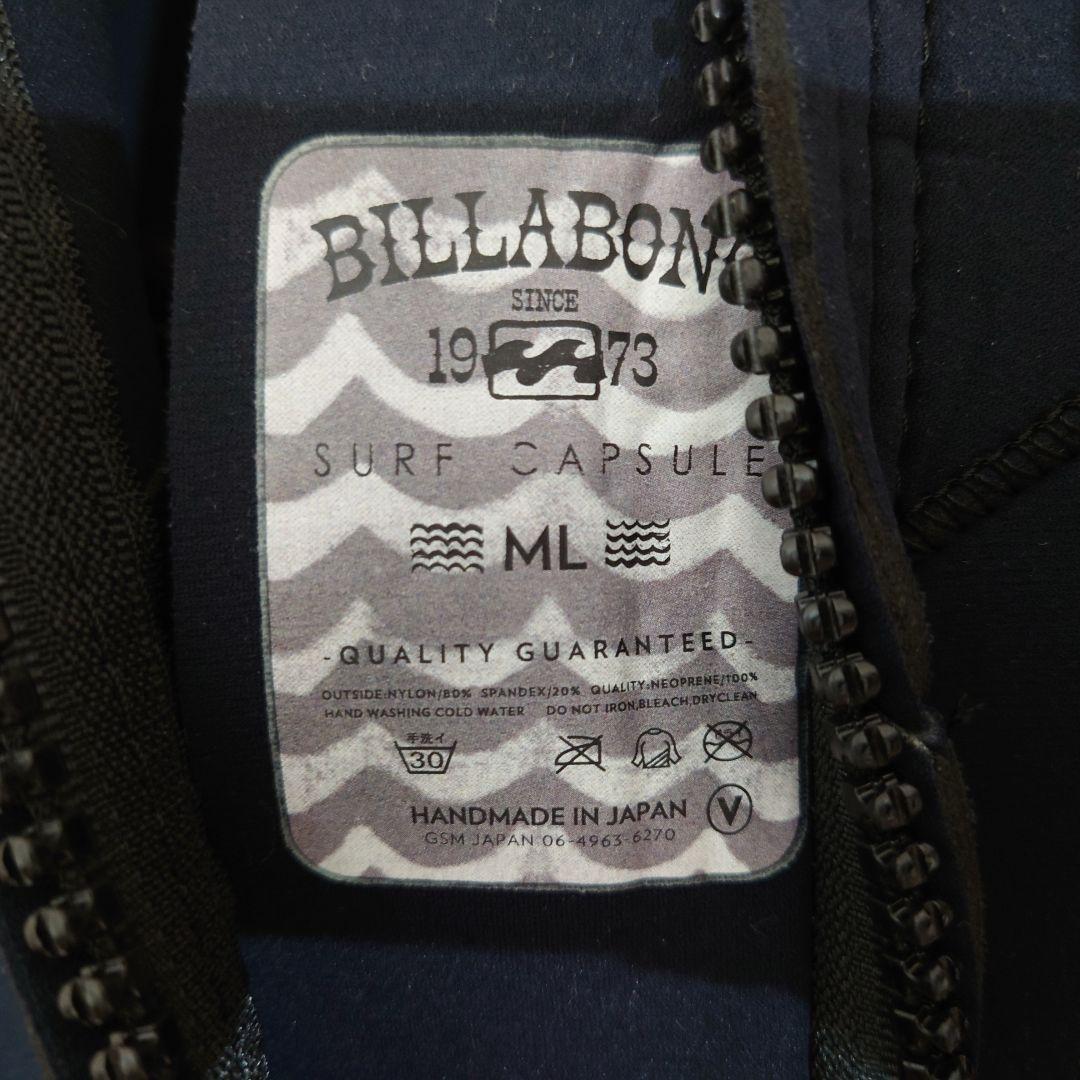 BILLABONG
SINCE
19 73
SURF CAPSULE
ML
-QUALITY GUARANTEED-
OUTSIDE:NYLON/80% SPANDEX/20% QUALITY:NEOPRENE/100%
HAND WASHING COLD WATER DO NOT IRON,BLEACH,DRYCLEAN
手洗イ
30
HANDMADE IN JAPAN V
GSM JAPAN 06-4963-6270